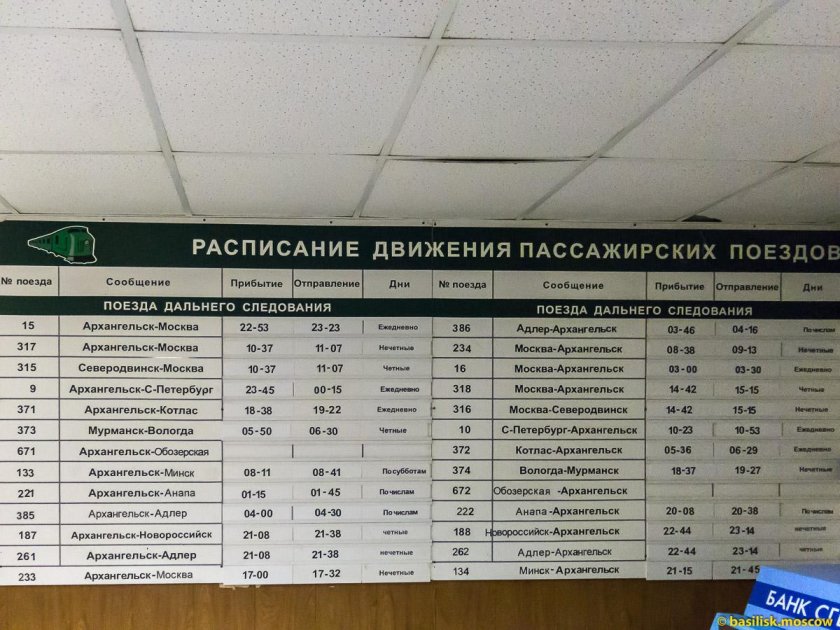 РАСПИСАНИЕ ДВИЖЕНИЯ ПАССАЖИРСКИХ ПОЕЗДОВ
№ поезда Сообщение Прибытие Отправление Дни
ПОЕЗДА ДАЛЬНЕГО СЛЕДОВАНИЯ
15 Архангельск-Москва 22-53 23-23 Ежедневно
317 Архангельск-Москва 10-37 11-07 Нечетные
315 Северодвинск-Москва 10-37 11-07 Четные
9 Архангельск-С-Петербург 23-45 00-15 Ежедневно
371 Архангельск-Котлас 18-38 19-22 Ежедневно
373 Мурманск-Вологда 05-50 06-30 Четные
671 Архангельск-Обозерская
133 Архангельск-Минск 08-11 08-41 По субботам
221 Архангельск-Анапа 01-15 01-45 По числам
385 Архангельск-Адлер 04-00 04-30 По числам
187 Архангельск-Новороссийск 21-08 21-38 четные
261 Архангельск-Адлер 21-08 21-38 нечетные
233 Архангельск-Москва 17-00 17-32 Нечетные
№ поезда Сообщение Прибытие Отправление Дни
ПОЕЗДА ДАЛЬНЕГО СЛЕДОВАНИЯ
386 Адлер-Архангельск 03-46 04-16 По числам
234 Москва-Архангельск 08-38 09-13 Нечетные
16 Москва-Архангельск 03-00 03-30 Ежедневно
318 Москва-Архангельск 14-42 15-15 Четные
316 Москва-Северодвинск 14-42 15-15 Нечетные
10 С-Петербург-Архангельск 10-23 10-53 Ежедневно
372 Котлас-Архангельск 05-36 06-29 Ежедневно
374 Вологда-Мурманск 18-37 19-27 Нечетные
672 Обозерская -Архангельск
222 Анапа-Архангельск 20-08 20-38 По числам
188 Новороссийск-Архангельск 22-44 23-14 нечетные
262 Адлер-Архангельск 22-44 23-14 четные
134 Минск-Архангельск 21-15 21-45
БАНК
© basilisk.moscow